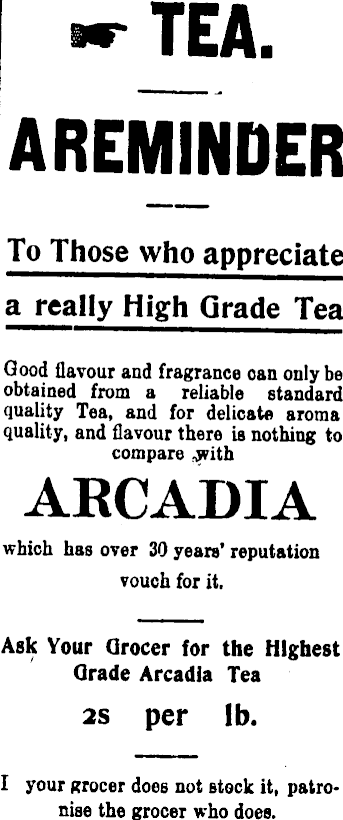 ☛ TEA.
A REMINDER
To Those who appreciate
a really High Grade Tea
Good flavour and fragrance can only be
obtained from a reliable standard
quality Tea, and for delicate aroma
quality, and flavour there is nothing to
compare with
ARCADIA
which has over 30 years' reputation
vouch for it.
Ask Your Grocer for the Highest
Grade Arcadia Tea
2s per lb.
I your grocer does not stock it, patro-
nise the grocer who does.